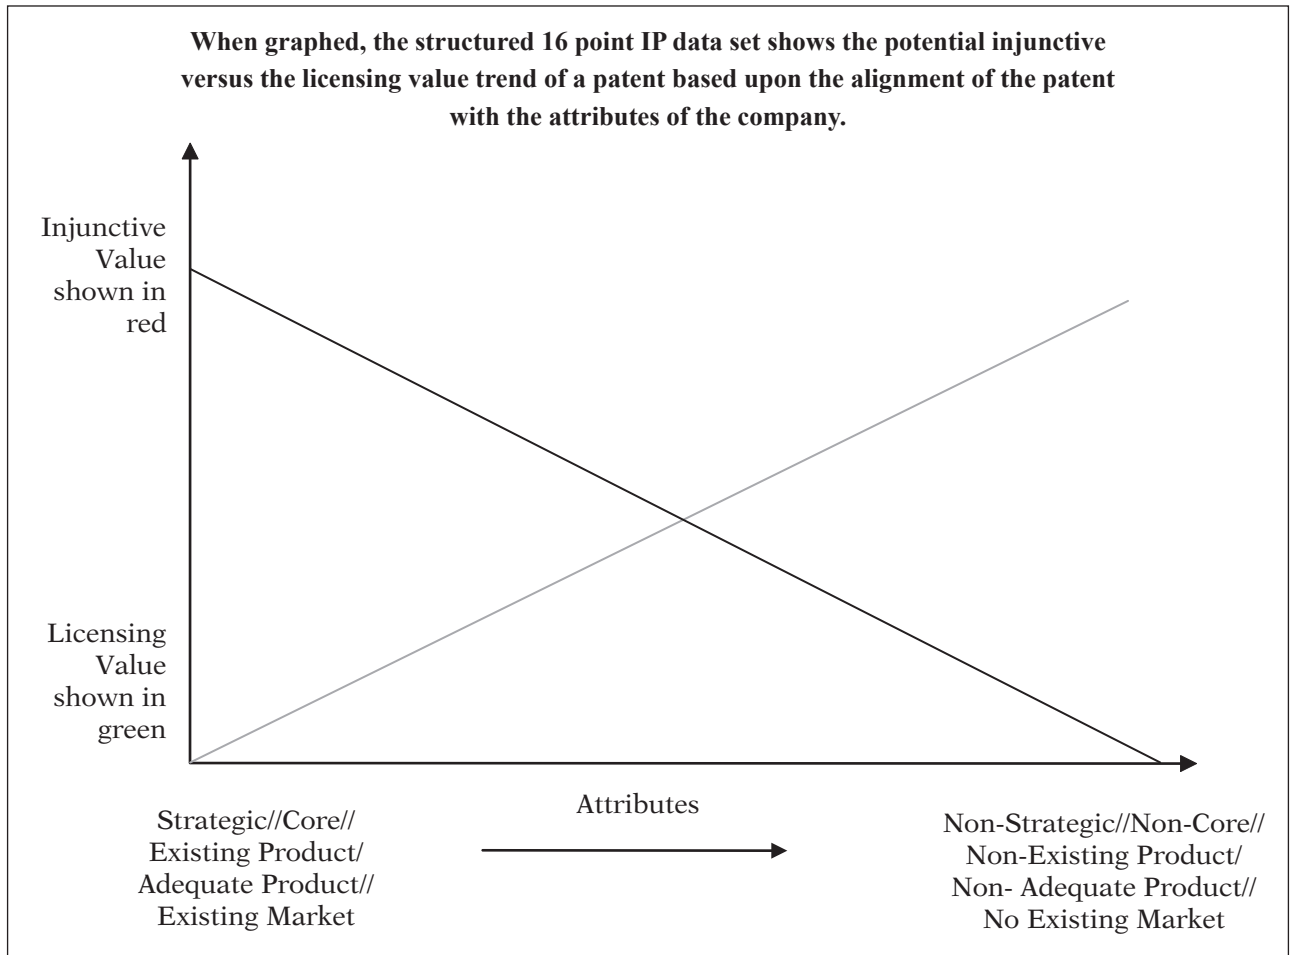 When graphed, the structured 16 point IP data set shows the potential injunctive
versus the licensing value trend of a patent based upon the alignment of the patent
with the attributes of the company.
Injunctive
Value
shown in
red
Licensing
Value
shown in
green
Attributes
Strategic//Core//
Existing Product/
Adequate Product//
Existing Market
Non-Strategic//Non-Core//
Non-Existing Product/
Non- Adequate Product//
No Existing Market